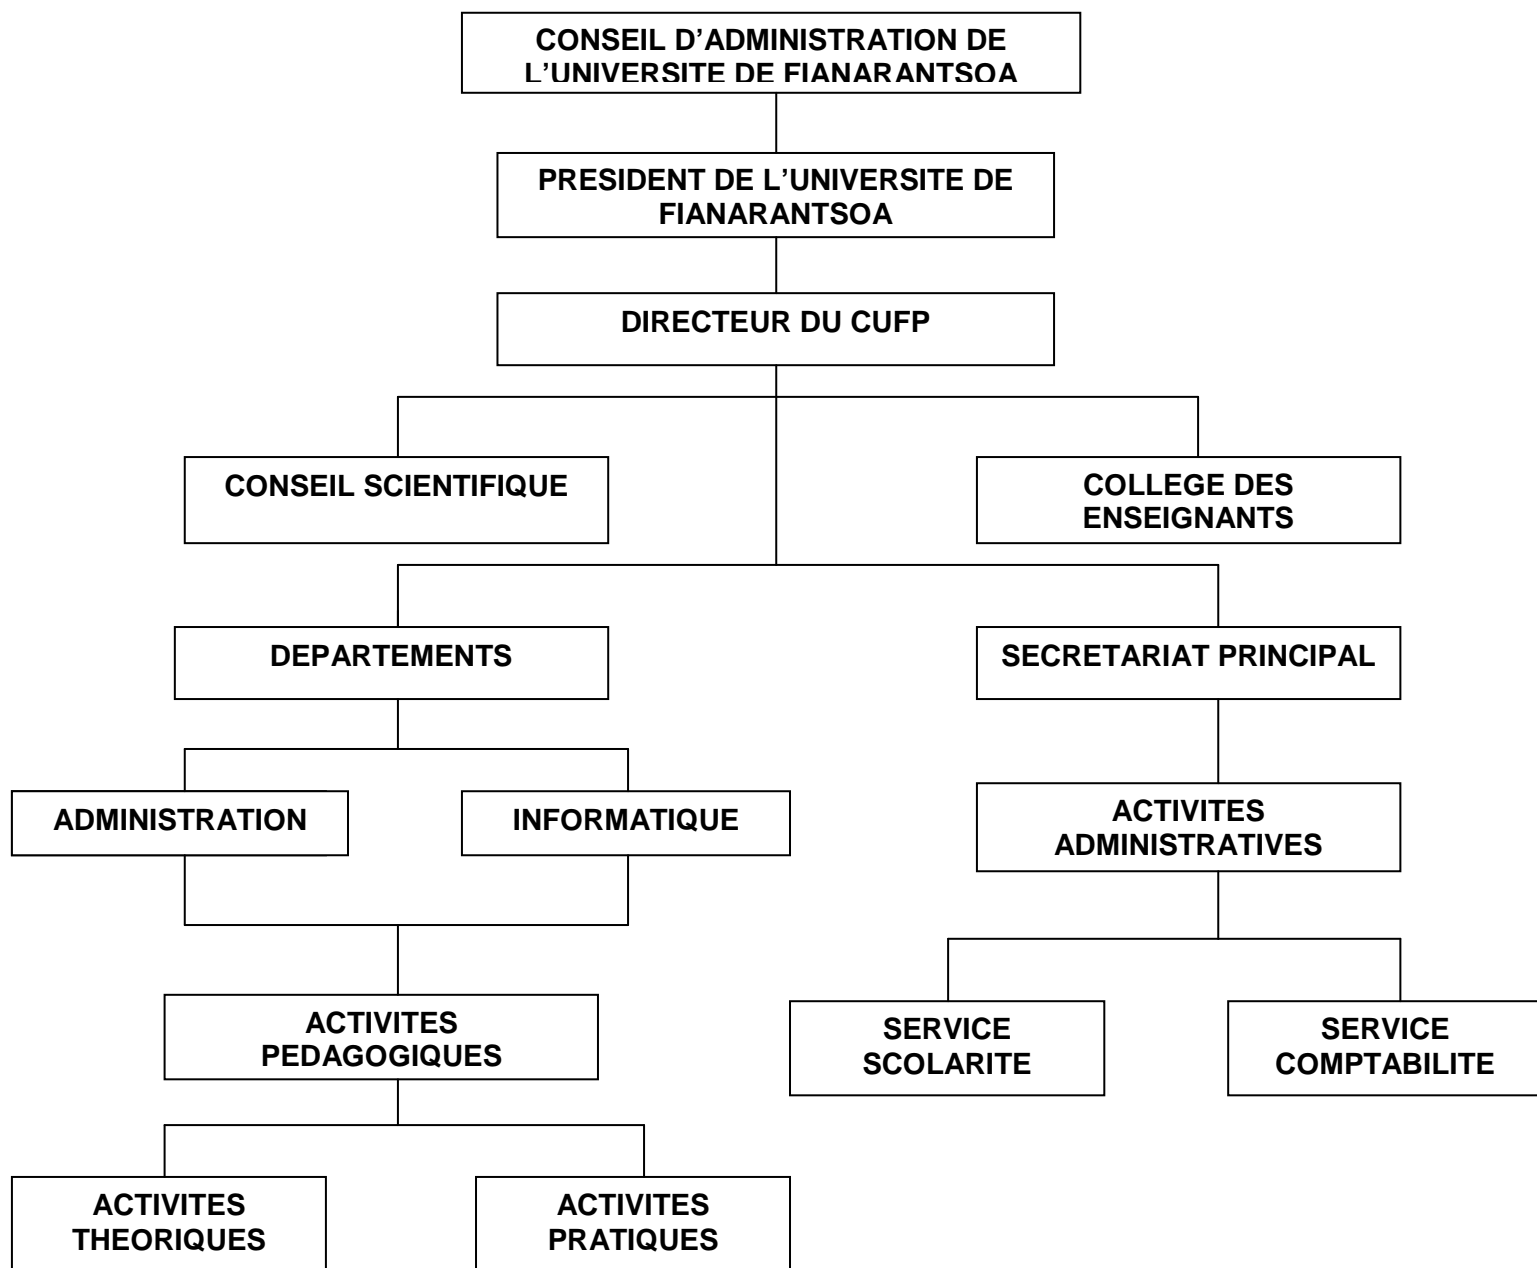 CONSEIL D’ADMINISTRATION DE
L’UNIVERSITE DE FIANARANTSOA
PRESIDENT DE L’UNIVERSITE DE
FIANARANTSOA
DIRECTEUR DU CUFP
CONSEIL SCIENTIFIQUE
COLLEGE DES
ENSEIGNANTS
DEPARTEMENTS
SECRETARIAT PRINCIPAL
ADMINISTRATION
INFORMATIQUE
ACTIVITES
ADMINISTRATIVES
ACTIVITES
PEDAGOGIQUES
SERVICE
SCOLARITE
SERVICE
COMPTABILITE
ACTIVITES
THEORIQUES
ACTIVITES
PRATIQUES